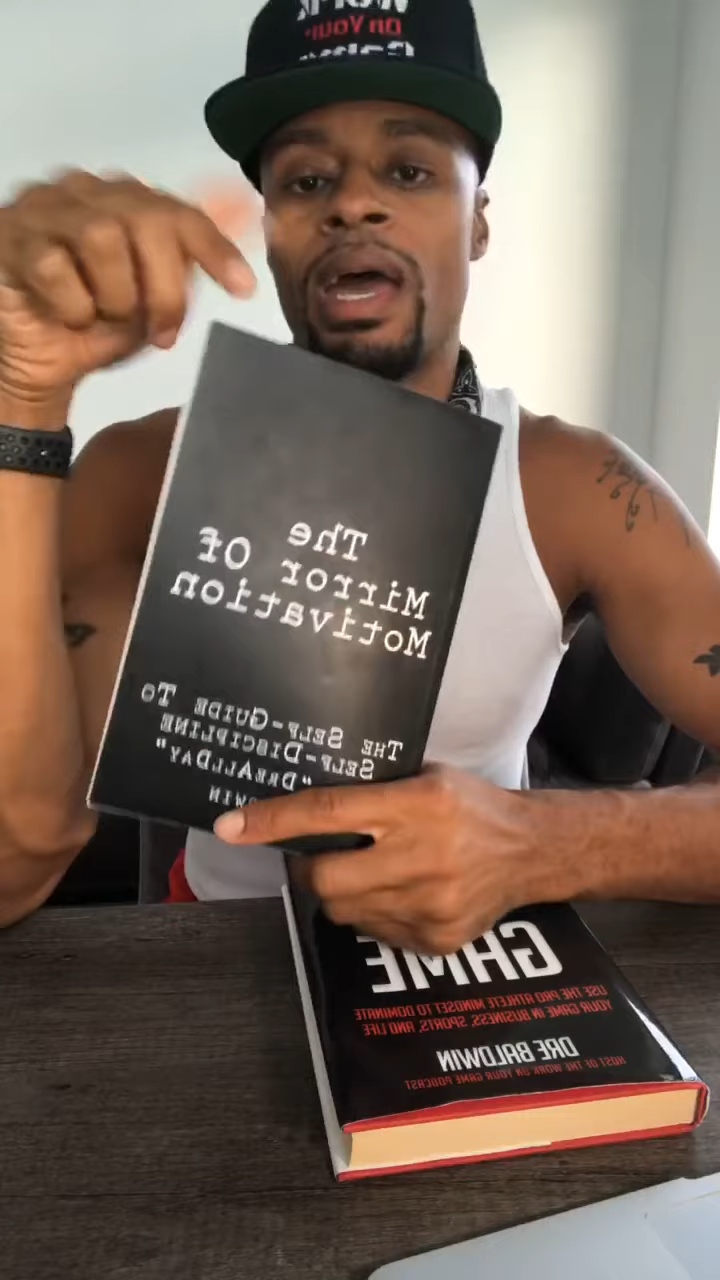 WORK
On Your
GAME
The
Mirror Of
Motivation
THE SELF-GUIDE TO
SELF-DISCIPLINE
"DREALLDAY"
GAME
USE THE PRO ATHLETE MINDSET TO DOMINATE
YOUR GAME IN BUSINESS, SPORTS, AND LIFE
DRE BALDWIN
HOST OF THE WORK ON YOUR GAME PODCAST